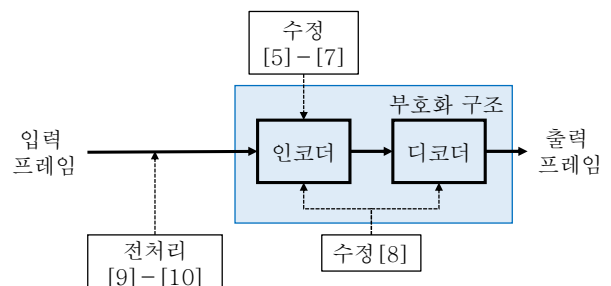 수정
[5]-[7]
부호화 구조
입력
프레임
인코더
디코더
출력
프레임
전처리
[9]-[10]
수정[8]